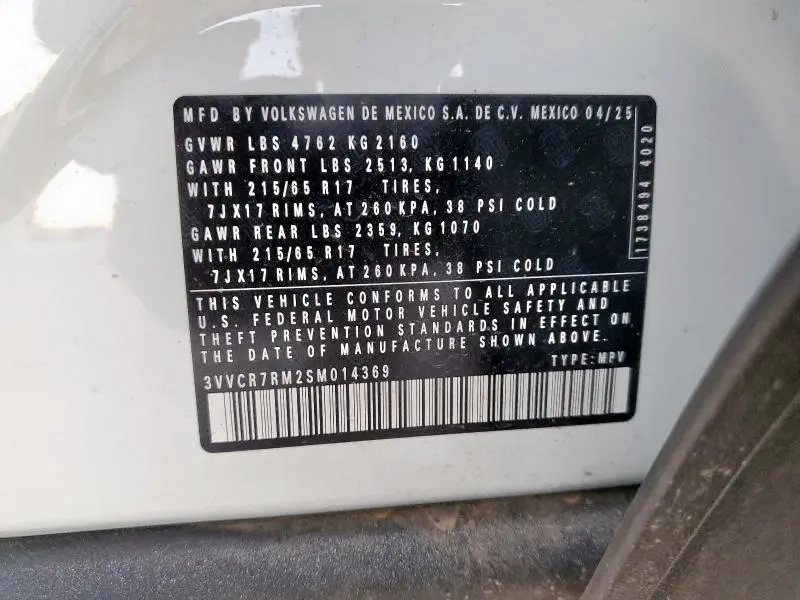 MFD BY VOLKSWAGEN DE MEXICO S.A. DE C.V. MEXICO 04/25
GVWR LBS 4762 KG 2160
GAWR FRONT LBS 2513, KG 1140
WITH 215/65 R17 TIRES,
7JX17 RIMS, AT 260 KPA, 38 PSI COLD
GAWR REAR LBS 2359, KG 1070
WITH 215/65 R17 TIRES,
7JX17 RIMS, AT 260 KPA, 38 PSI COLD
1738494 4020
THIS VEHICLE CONFORMS TO ALL APPLICABLE
U.S. FEDERAL MOTOR VEHICLE SAFETY AND
THEFT PREVENTION STANDARDS IN EFFECT ON
THE DATE OF MANUFACTURE SHOWN ABOVE.
3VVCR7RM2SM014369 TYPE: MPV